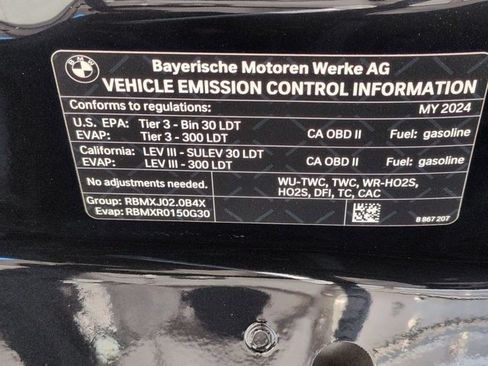 BMW
Bayerische Motoren Werke AG
VEHICLE EMISSION CONTROL INFORMATION
Conforms to regulations: MY 2024
U.S. EPA: Tier 3 - Bin 30 LDT CA OBD II Fuel: gasoline
EVAP: Tier 3 - 300 LDT
California: LEV III - SULEV 30 LDT CA OBD II Fuel: gasoline
EVAP: LEV III - 300 LDT
No adjustments needed. WU-TWC, TWC, WR-HO2S,
HO2S, DFI, TC, CAC
Group: RBMXJ02.0B4X
Evap: RBMXR0150G30
8 867 207